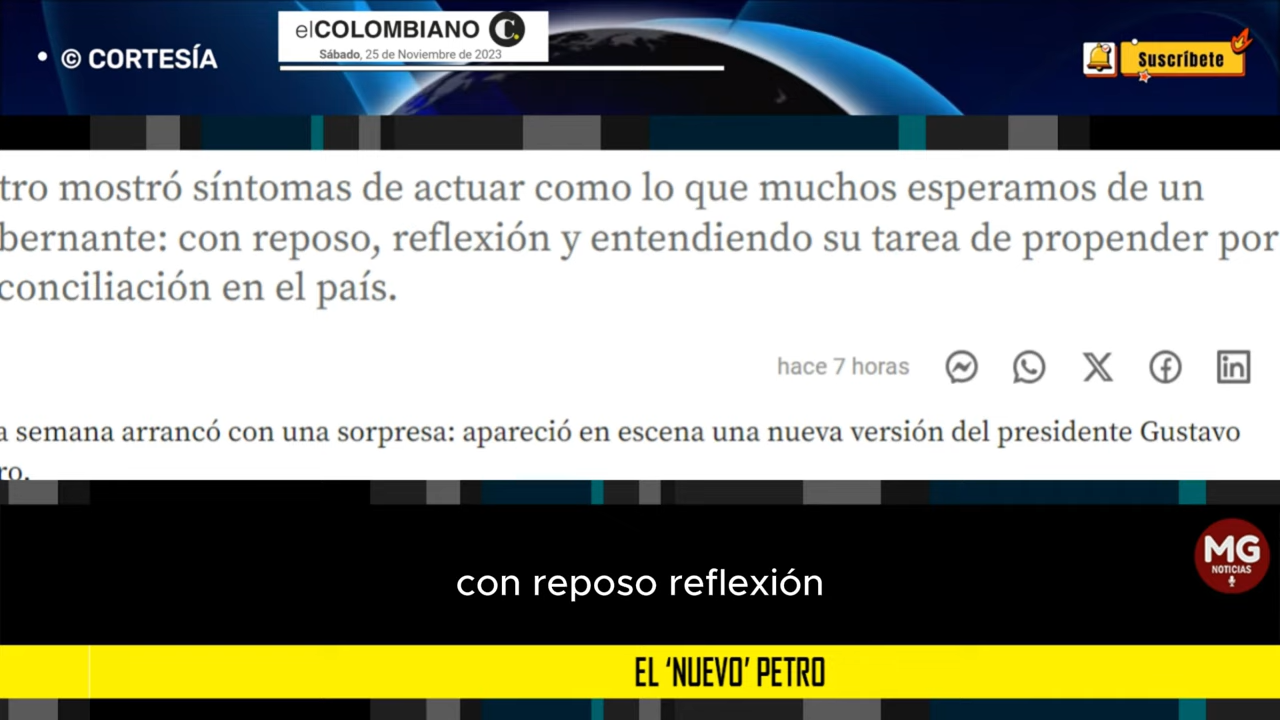 • © CORTESÍA
elCOLOMBIANO C.
Sábado, 25 de Noviembre de 2023
Suscríbete
tro mostró síntomas de actuar como lo que muchos esperamos de un
bernante: con reposo, reflexión y entendiendo su tarea de propender por
conciliación en el país.
hace 7 horas
a semana arrancó con una sorpresa: apareció en escena una nueva versión del presidente Gustavo
ro.
MG
NOTICIAS
con reposo reflexión
EL ‘NUEVO’ PETRO